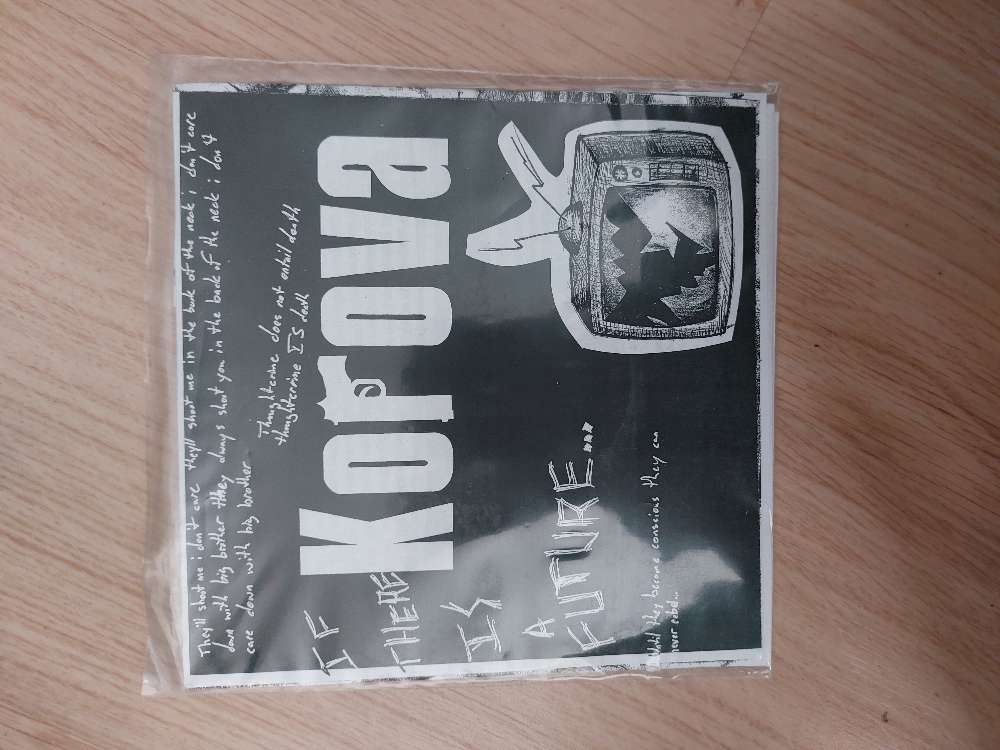 They'll shoot me i don't care they'll shoot me in the back of the neck i don't care
down with big brother they always shoot you in the back of the neck i don't
care down with big brother
Thoughtcrime does not entail death
thoughtcrime IS death
Korova
IF
THERE
IS
A
FUTURE...
Until they become conscious they can
never rebel...